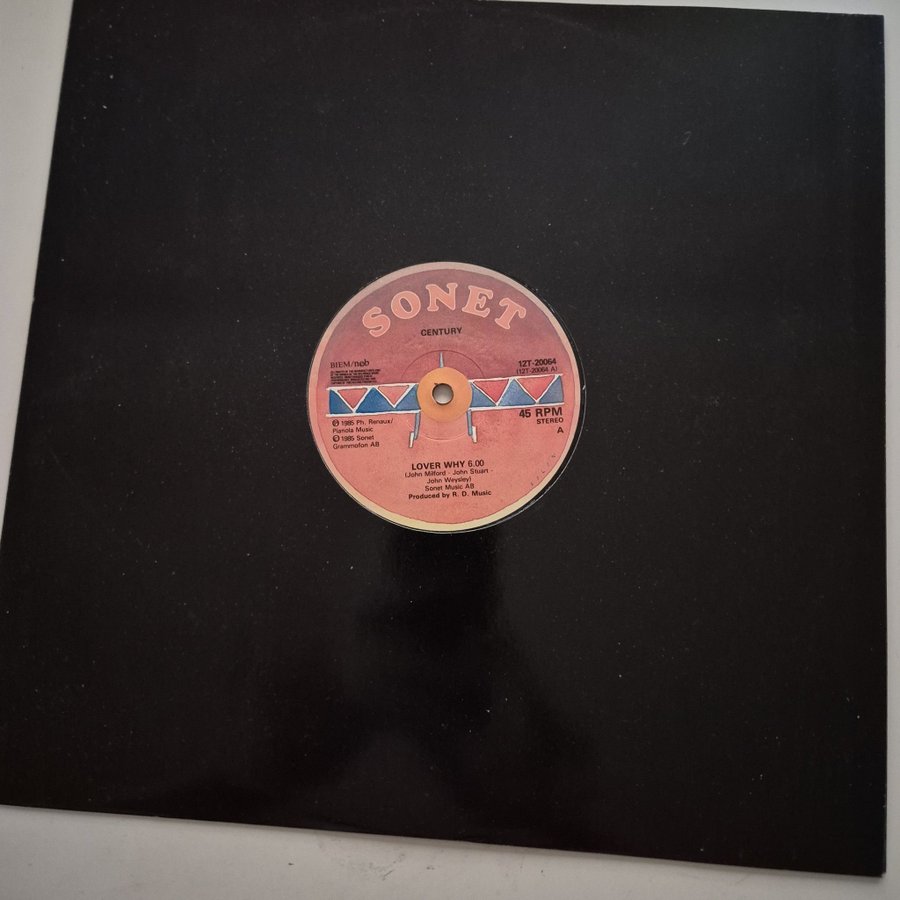 SONET
CENTURY
BIEM/ncb
12T-20064
(12T-20064 A)
45 RPM
STEREO
A
℗ 1985 Ph. Renaux/
Pianola Music
© 1985 Sonet
Grammofon AB
LOVER WHY 6.00
(John Milford - John Stuart -
John Weysley)
Sonet Music AB
Produced by R. D. Music